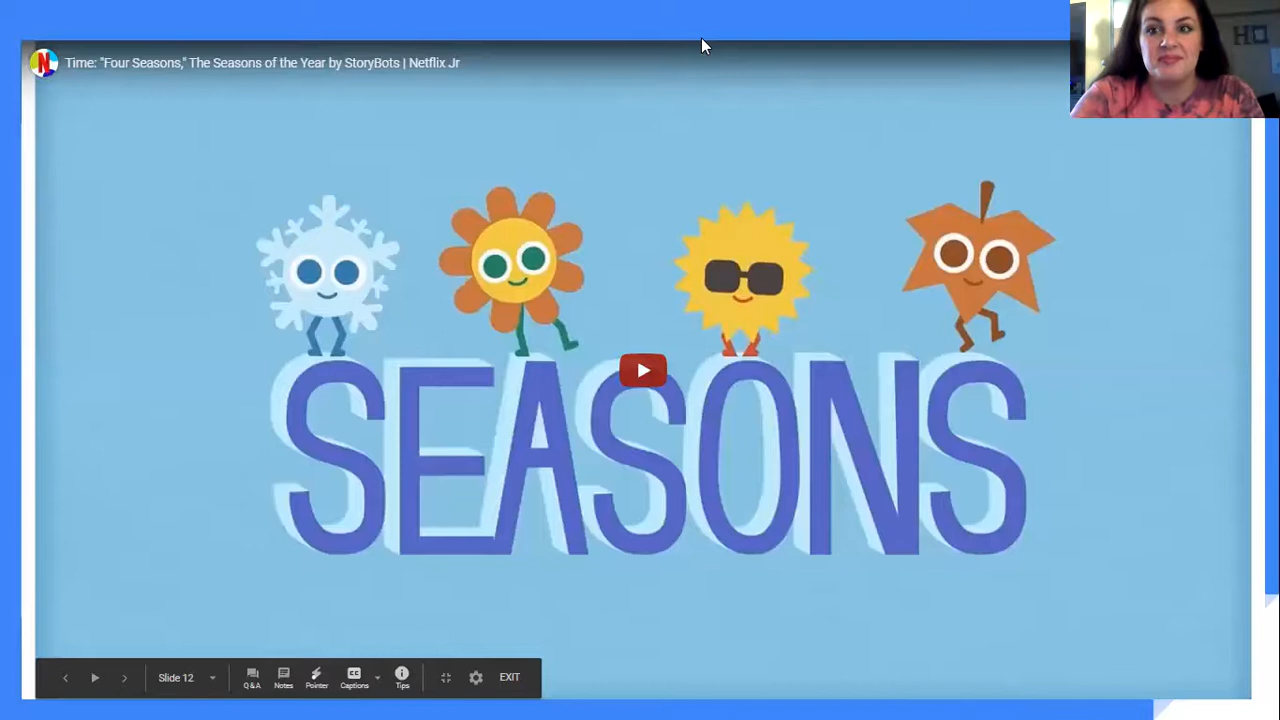 HO
N Time: "Four Seasons," The Seasons of the Year by StoryBots | Netflix Jr
SEASONS
Slide 12 Q&A Notes Pointer Captions Tips EXIT